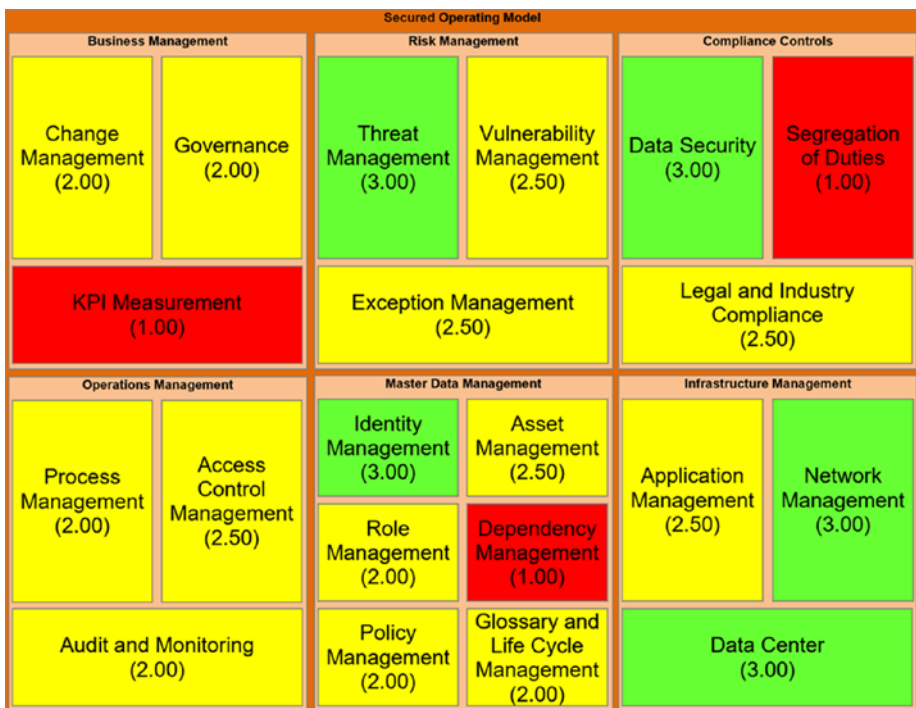 Secured Operating Model
Business Management
Change
Management
(2.00)
Governance
(2.00)
KPI Measurement
(1.00)
Risk Management
Threat
Management
(3.00)
Vulnerability
Management
(2.50)
Exception Management
(2.50)
Compliance Controls
Data Security
(3.00)
Segregation
of Duties
(1.00)
Legal and Industry
Compliance
(2.50)
Operations Management
Process
Management
(2.00)
Access
Control
Management
(2.50)
Audit and Monitoring
(2.00)
Master Data Management
Identity
Management
(3.00)
Asset
Management
(2.50)
Role
Management
(2.00)
Dependency
Management
(1.00)
Policy
Management
(2.00)
Glossary and
Life Cycle
Management
(2.00)
Infrastructure Management
Application
Management
(2.50)
Network
Management
(3.00)
Data Center
(3.00)